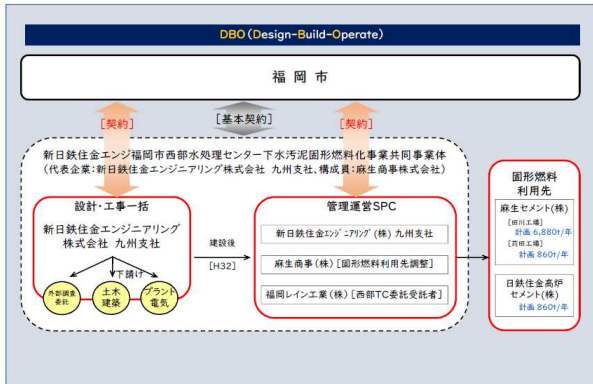 DBO(Design-Build-Operate)
福岡市
[契約]
[基本契約]
[契約]
新日鉄住金エンジ福岡市西部水処理センター下水汚泥固形燃料化事業共同事業体
(代表企業:新日鉄住金エンジニアリング株式会社 九州支社、構成員:麻生商事株式会社)
設計・工事一括
新日鉄住金エンジニアリング
株式会社 九州支社
下請け
外部調査
委託
土木
建築
プラント
電気
建設後
[H32]
管理運営SPC
新日鉄住金エンジニアリング(株) 九州支社
麻生商事(株) [固形燃料利用先調整]
福岡レイン工業(株) [西部TC委託受託者]
固形燃料
利用先
麻生セメント(株)
[田川工場]
計画 6,880t/年
[苅田工場]
計画 860t/年
日鉄住金高炉
セメント(株)
計画 860t/年